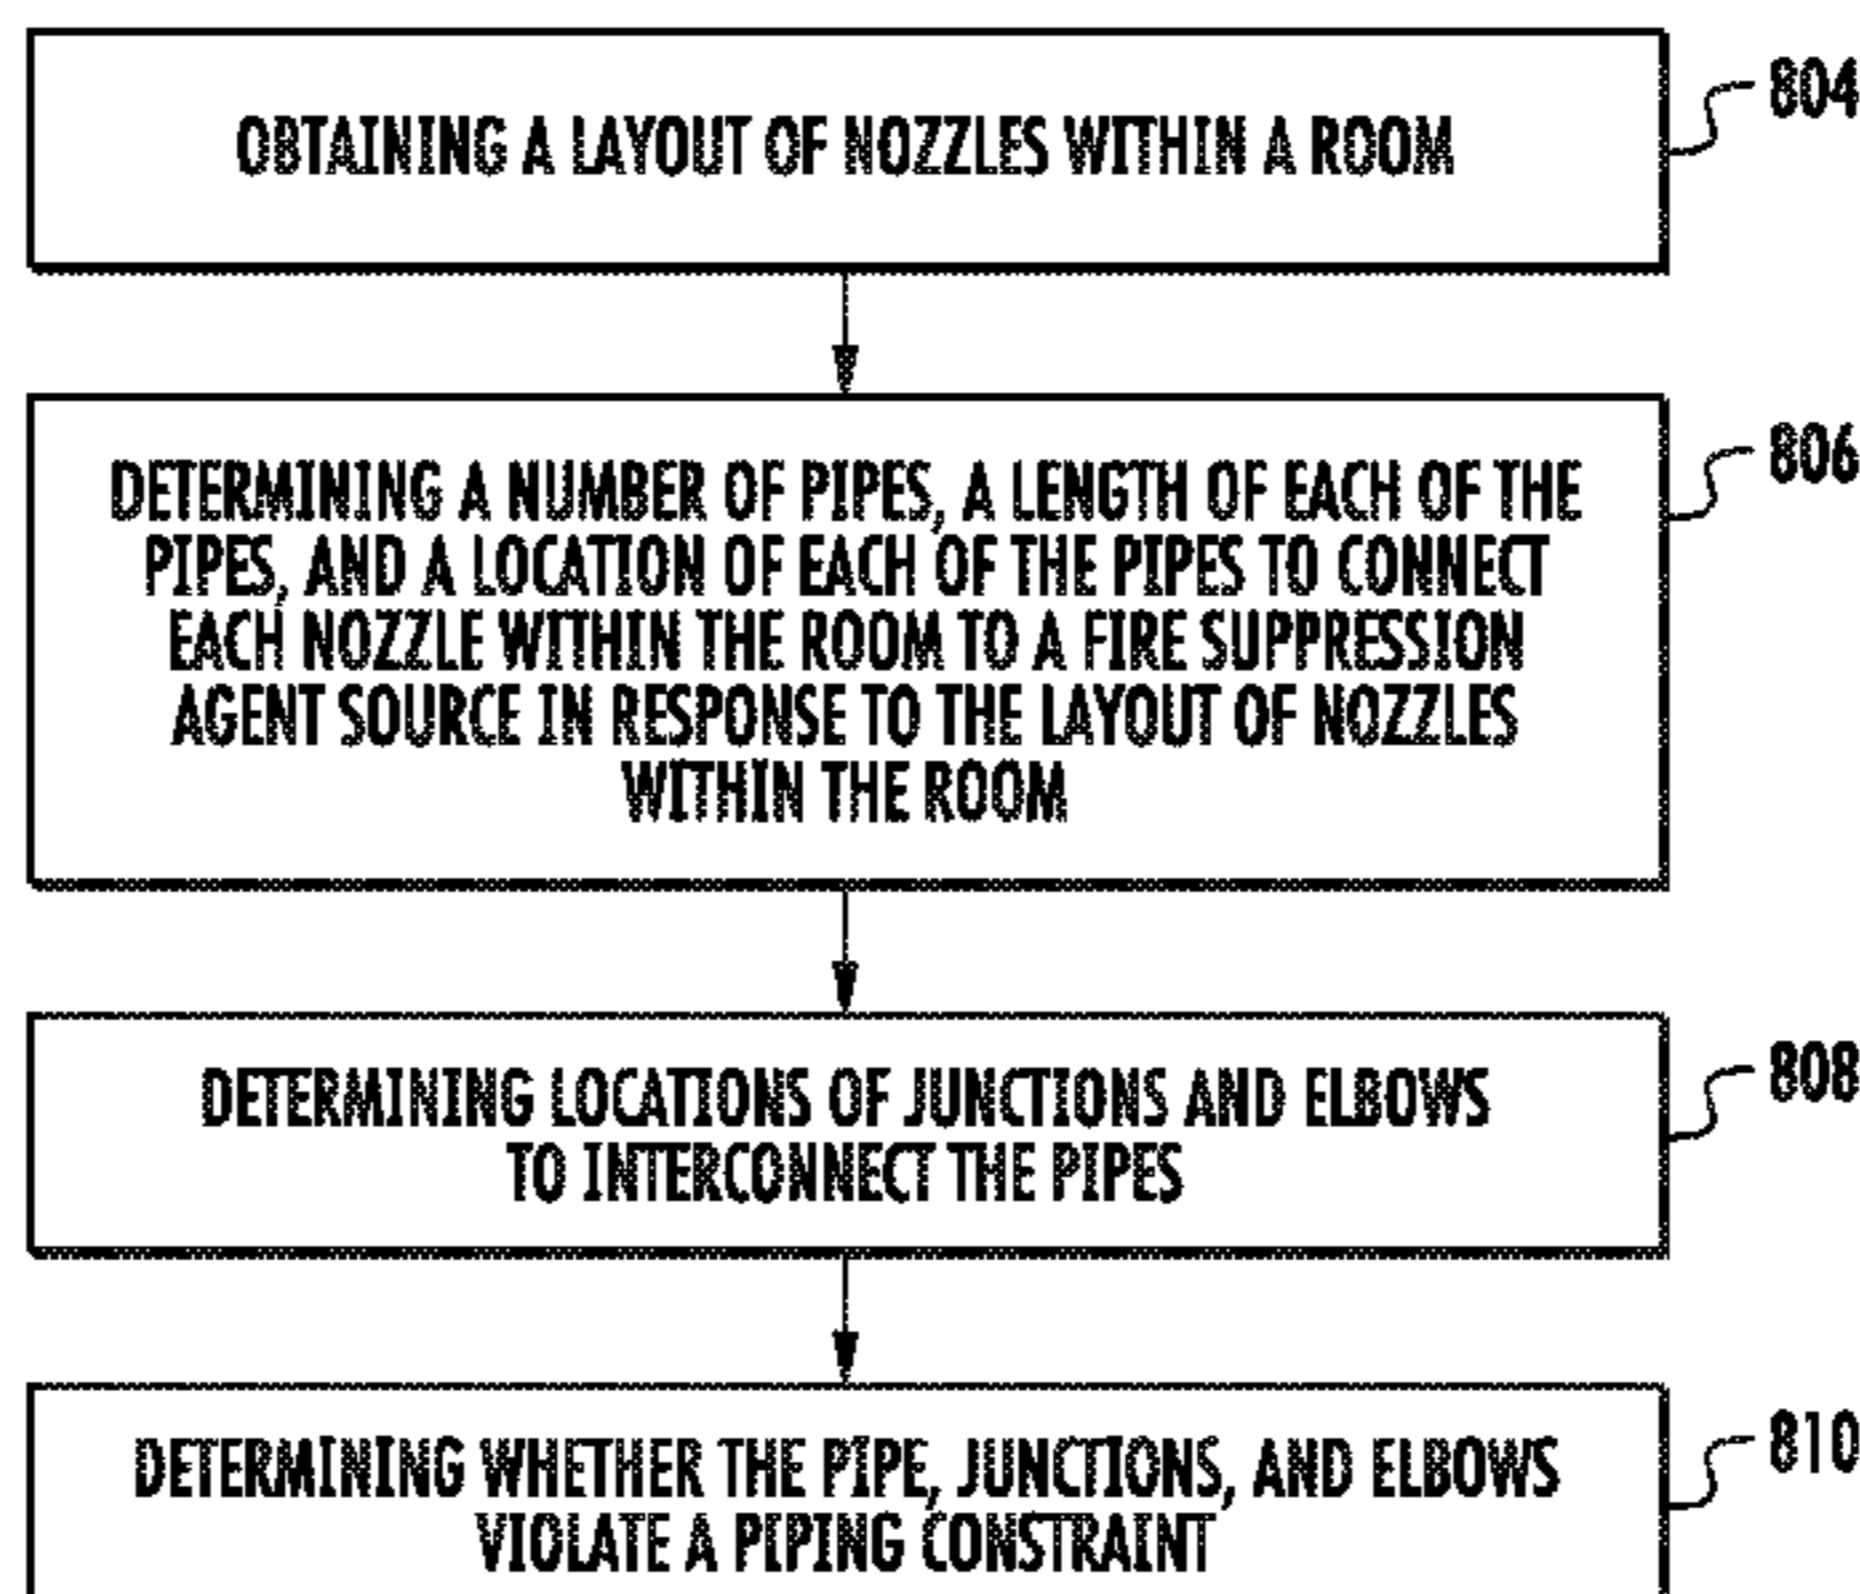 OBTAINING A LAYOUT OF NOZZLES WITHIN A ROOM
804
DETERMINING A NUMBER OF PIPES, A LENGTH OF EACH OF THE
PIPES, AND A LOCATION OF EACH OF THE PIPES TO CONNECT
EACH NOZZLE WITHIN THE ROOM TO A FIRE SUPPRESSION
AGENT SOURCE IN RESPONSE TO THE LAYOUT OF NOZZLES
WITHIN THE ROOM
806
DETERMINING LOCATIONS OF JUNCTIONS AND ELBOWS
TO INTERCONNECT THE PIPES
808
DETERMINING WHETHER THE PIPE, JUNCTIONS, AND ELBOWS
VIOLATE A PIPING CONSTRAINT
810